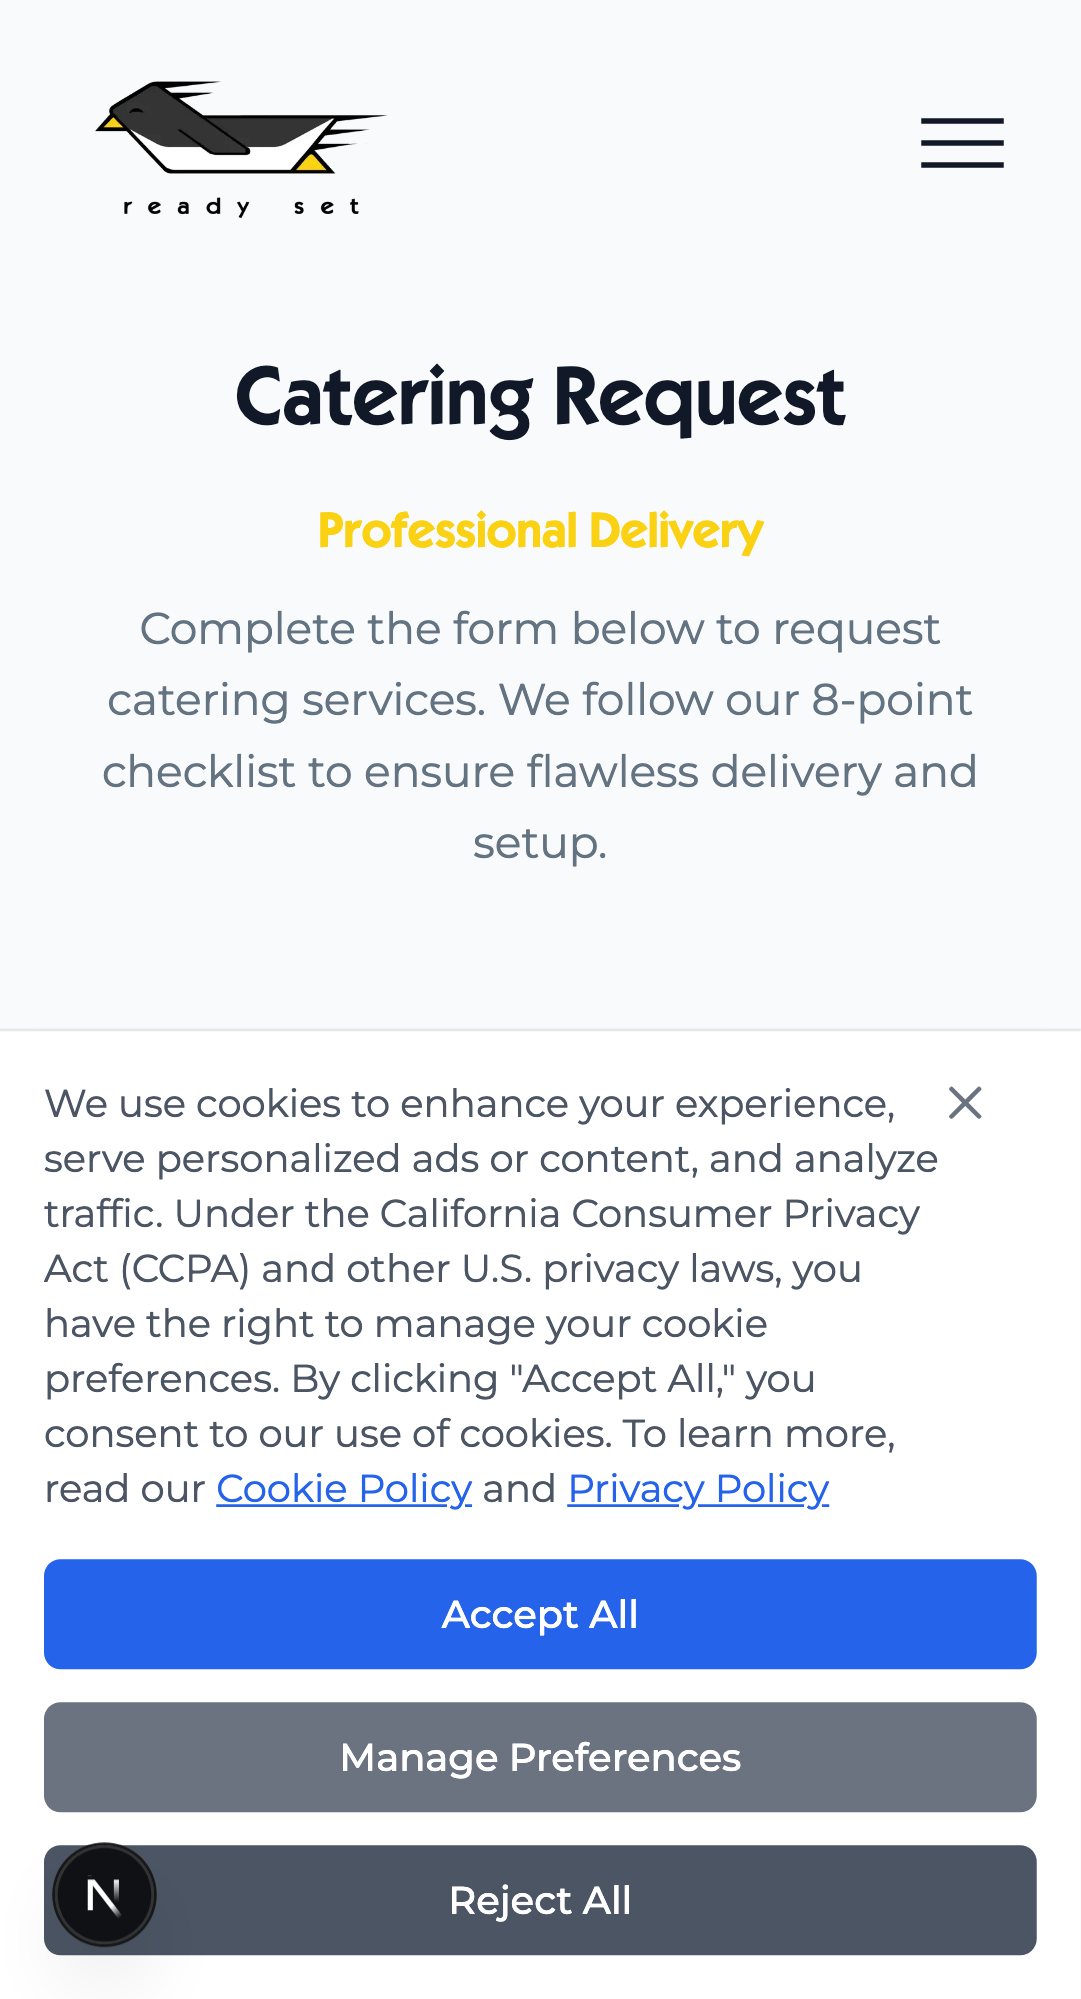 ready set
Catering Request
Professional Delivery
Complete the form below to request
catering services. We follow our 8-point
checklist to ensure flawless delivery and
setup.
We use cookies to enhance your experience,
serve personalized ads or content, and analyze
traffic. Under the California Consumer Privacy
Act (CCPA) and other U.S. privacy laws, you
have the right to manage your cookie
preferences. By clicking "Accept All," you
consent to our use of cookies. To learn more,
read our Cookie Policy and Privacy Policy
Accept All
Manage Preferences
N
Reject All